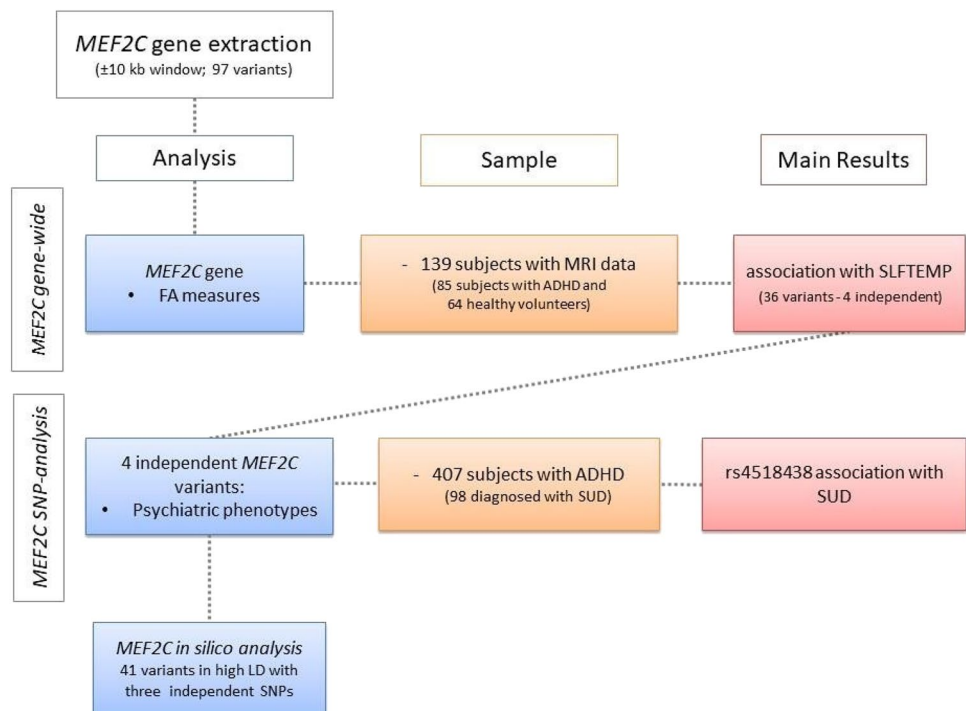 MEF2C gene extraction
(±10 kb window; 97 variants)
Analysis
Sample
Main Results
MEF2C gene-wide
MEF2C gene
• FA measures
- 139 subjects with MRI data
(85 subjects with ADHD and
64 healthy volunteers)
association with SLFTEMP
(36 variants - 4 independent)
MEF2C SNP-analysis
4 independent MEF2C
variants:
• Psychiatric phenotypes
- 407 subjects with ADHD
(98 diagnosed with SUD)
rs4518438 association with
SUD
MEF2C in silico analysis
41 variants in high LD with
three independent SNPs